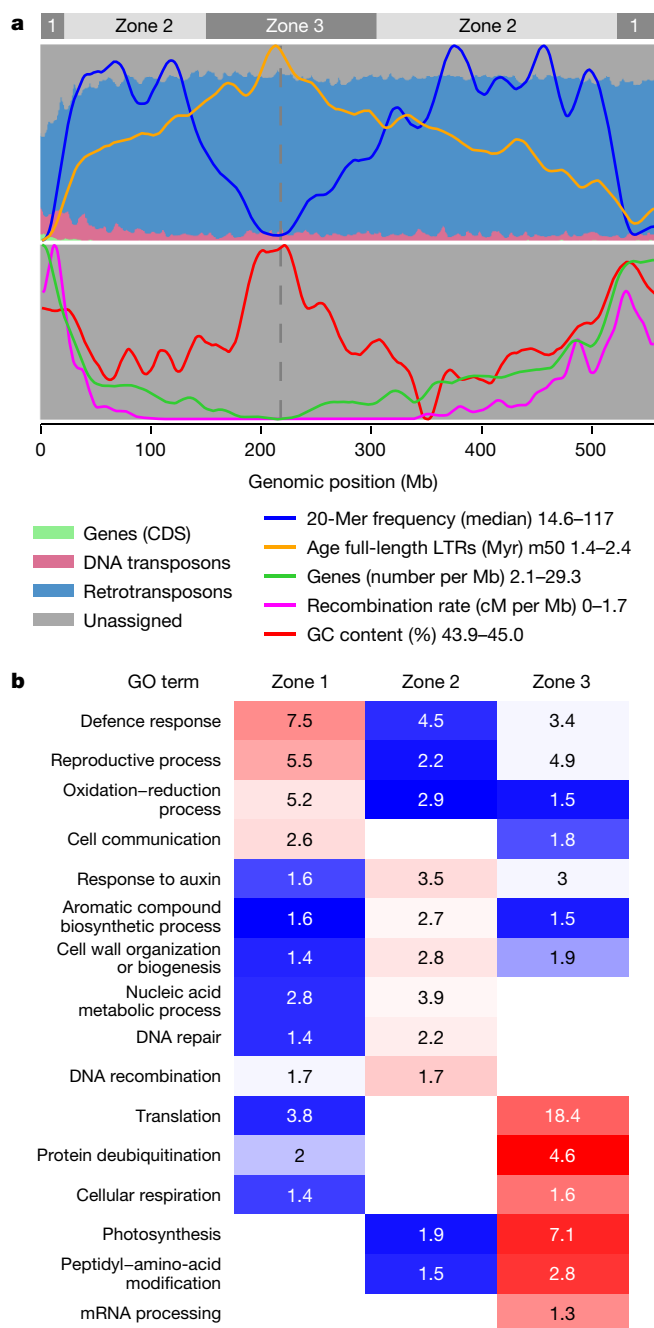 a
1 Zone 2 Zone 3 Zone 2 1
0 100 200 300 400 500
Genomic position (Mb)
Genes (CDS)
DNA transposons
Retrotransposons
Unassigned
20-Mer frequency (median) 14.6–117
Age full-length LTRs (Myr) m50 1.4–2.4
Genes (number per Mb) 2.1–29.3
Recombination rate (cM per Mb) 0–1.7
GC content (%) 43.9–45.0
b
GO term Zone 1 Zone 2 Zone 3
Defence response 7.5 4.5 3.4
Reproductive process 5.5 2.2 4.9
Oxidation–reduction
process 5.2 2.9 1.5
Cell communication 2.6 1.8
Response to auxin 1.6 3.5 3
Aromatic compound
biosynthetic process 1.6 2.7 1.5
Cell wall organization
or biogenesis 1.4 2.8 1.9
Nucleic acid
metabolic process 2.8 3.9
DNA repair 1.4 2.2
DNA recombination 1.7 1.7
Translation 3.8 18.4
Protein deubiquitination 2 4.6
Cellular respiration 1.4 1.6
Photosynthesis 1.9 7.1
Peptidyl–amino-acid
modification 1.5 2.8
mRNA processing 1.3